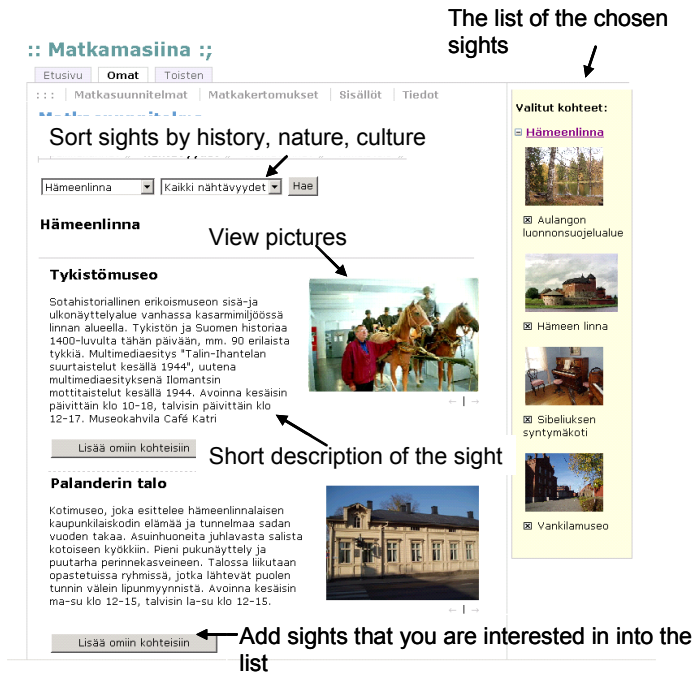 The list of the chosen
sights
:: Matkamasiina :;
Etusivu Omat Toisten
::: Matkasuunnitelmat Matkakertomukset Sisällöt Tiedot
Sort sights by history, nature, culture
Hämeenlinna Kaikki nähtävyydet Hae
Hämeenlinna
View pictures
Tykistömuseo
Sotahistoriallinen erikoismuseon sisä-ja
ulkonäyttelyalue vanhassa kasarmimiljöössä
linnan alueella. Tykistön ja Suomen historiaa
1400-luvulta tähän päivään, mm. 90 erilaista
tykkiä. Multimediaesitys "Talin-Ihantelan
suurtaistelut kesällä 1944", uutena
multimediaesityksenä Ilomantsin
mottitaistelut kesällä 1944. Avoinna kesäisin
päivittäin klo 10-18, talvisin päivittäin klo
12-17. Museokahvila Café Katri
← | →
Lisää omiin kohteisiin
Short description of the sight
Palanderin talo
Kotimuseo, joka esittelee hämeenlinnalaisen
kaupunkilaiskodin elämää ja tunnelmaa sadan
vuoden takaa. Asuinhuoneita juhlavasta salista
kotoiseen kyökkiin. Pieni pukunäyttely ja
puutarha perinnekasveineen. Talossa liikutaan
opastetuissa ryhmissä, jotka lähtevät puolen
tunnin välein lipunmyynnistä. Avoinna kesäisin
ma-su klo 12-15, talvisin la-su klo 12-15.
← | →
Lisää omiin kohteisiin
Add sights that you are interested in into the
list
Valitut kohteet:
Hämeenlinna
Aulangon
luonnonsuojelualue
Hämeen linna
Sibeliuksen
syntymäkoti
Vankilamuseo